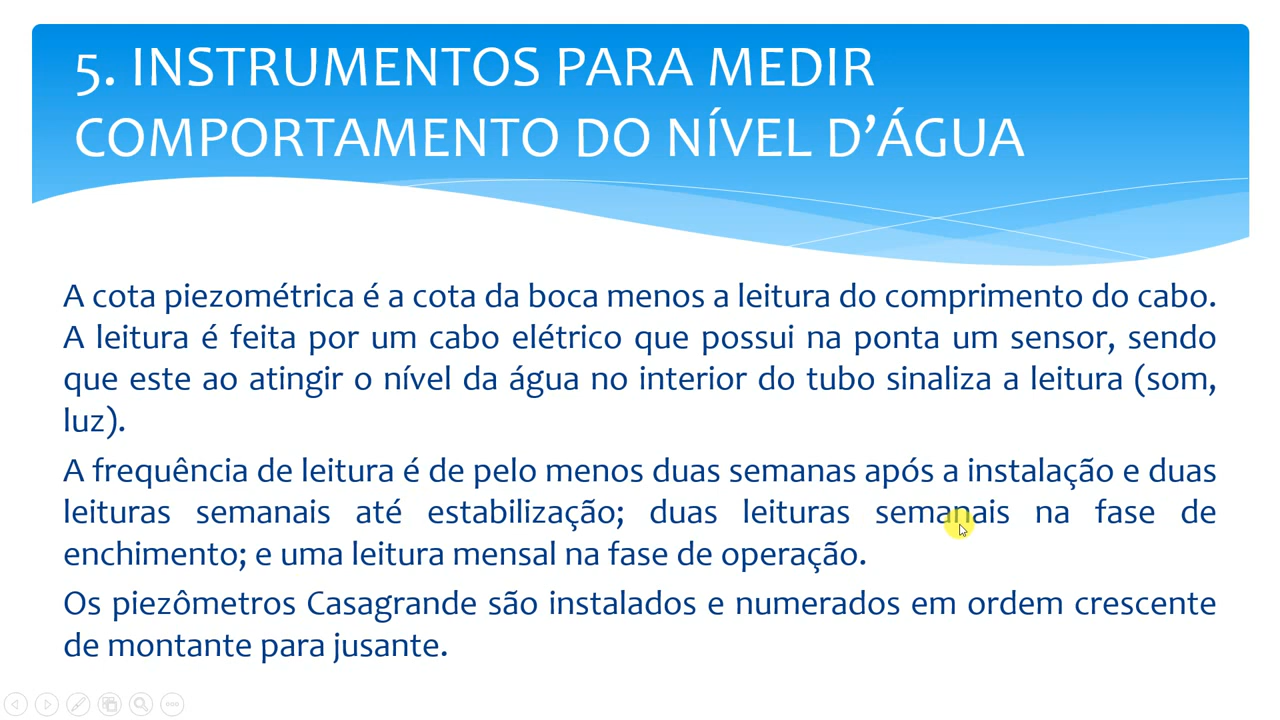 5. INSTRUMENTOS PARA MEDIR
COMPORTAMENTO DO NÍVEL D’ÁGUA
A cota piezométrica é a cota da boca menos a leitura do comprimento do cabo.
A leitura é feita por um cabo elétrico que possui na ponta um sensor, sendo
que este ao atingir o nível da água no interior do tubo sinaliza a leitura (som,
luz).
A frequência de leitura é de pelo menos duas semanas após a instalação e duas
leituras semanais até estabilização; duas leituras semanais na fase de
enchimento; e uma leitura mensal na fase de operação.
Os piezômetros Casagrande são instalados e numerados em ordem crescente
de montante para jusante.